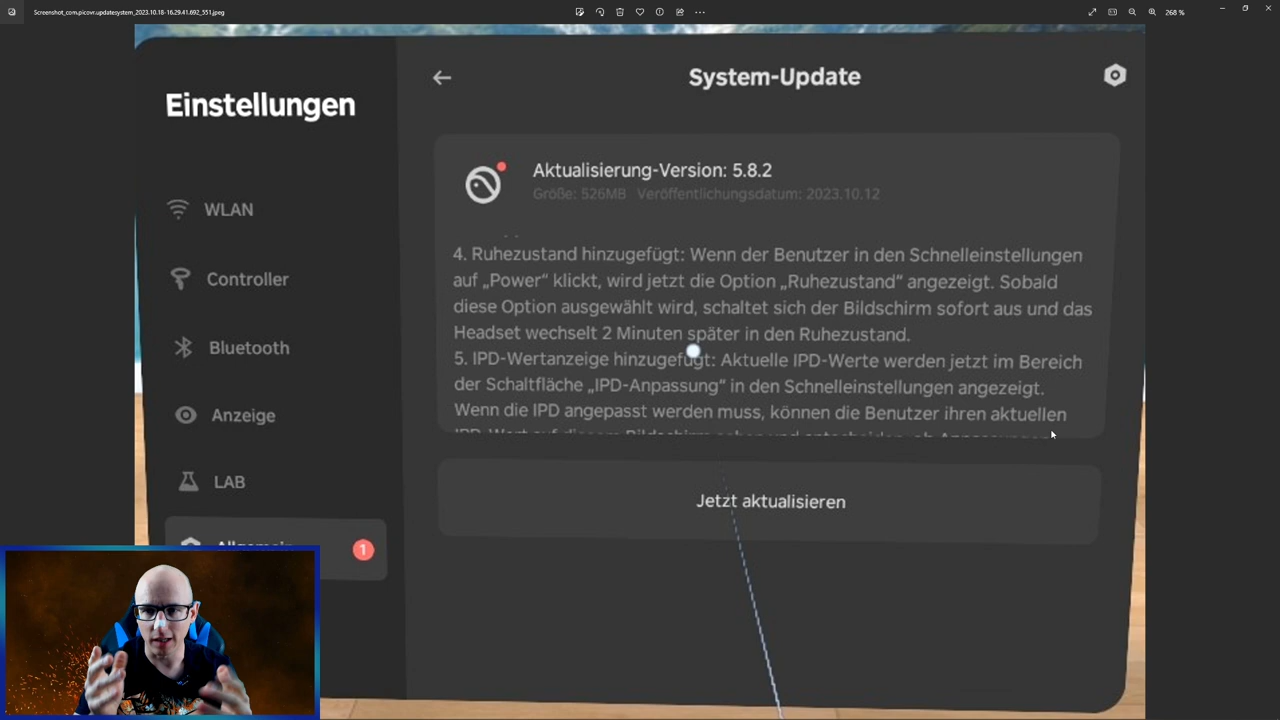 Screenshot_com.picovr.updatesystem_2023.10.18-16.29.41.692_551.jpeg
268 %
Einstellungen
WLAN
Controller
Bluetooth
Anzeige
LAB
Allgemein
1
System-Update
Aktualisierung-Version: 5.8.2
Größe: 526MB Veröffentlichungsdatum: 2023.10.12
4. Ruhezustand hinzugefügt: Wenn der Benutzer in den Schnelleinstellungen
auf „Power“ klickt, wird jetzt die Option „Ruhezustand“ angezeigt. Sobald
diese Option ausgewählt wird, schaltet sich der Bildschirm sofort aus und das
Headset wechselt 2 Minuten später in den Ruhezustand.
5. IPD-Wertanzeige hinzugefügt: Aktuelle IPD-Werte werden jetzt im Bereich
der Schaltfläche „IPD-Anpassung“ in den Schnelleinstellungen angezeigt.
Wenn die IPD angepasst werden muss, können die Benutzer ihren aktuellen
Jetzt aktualisieren